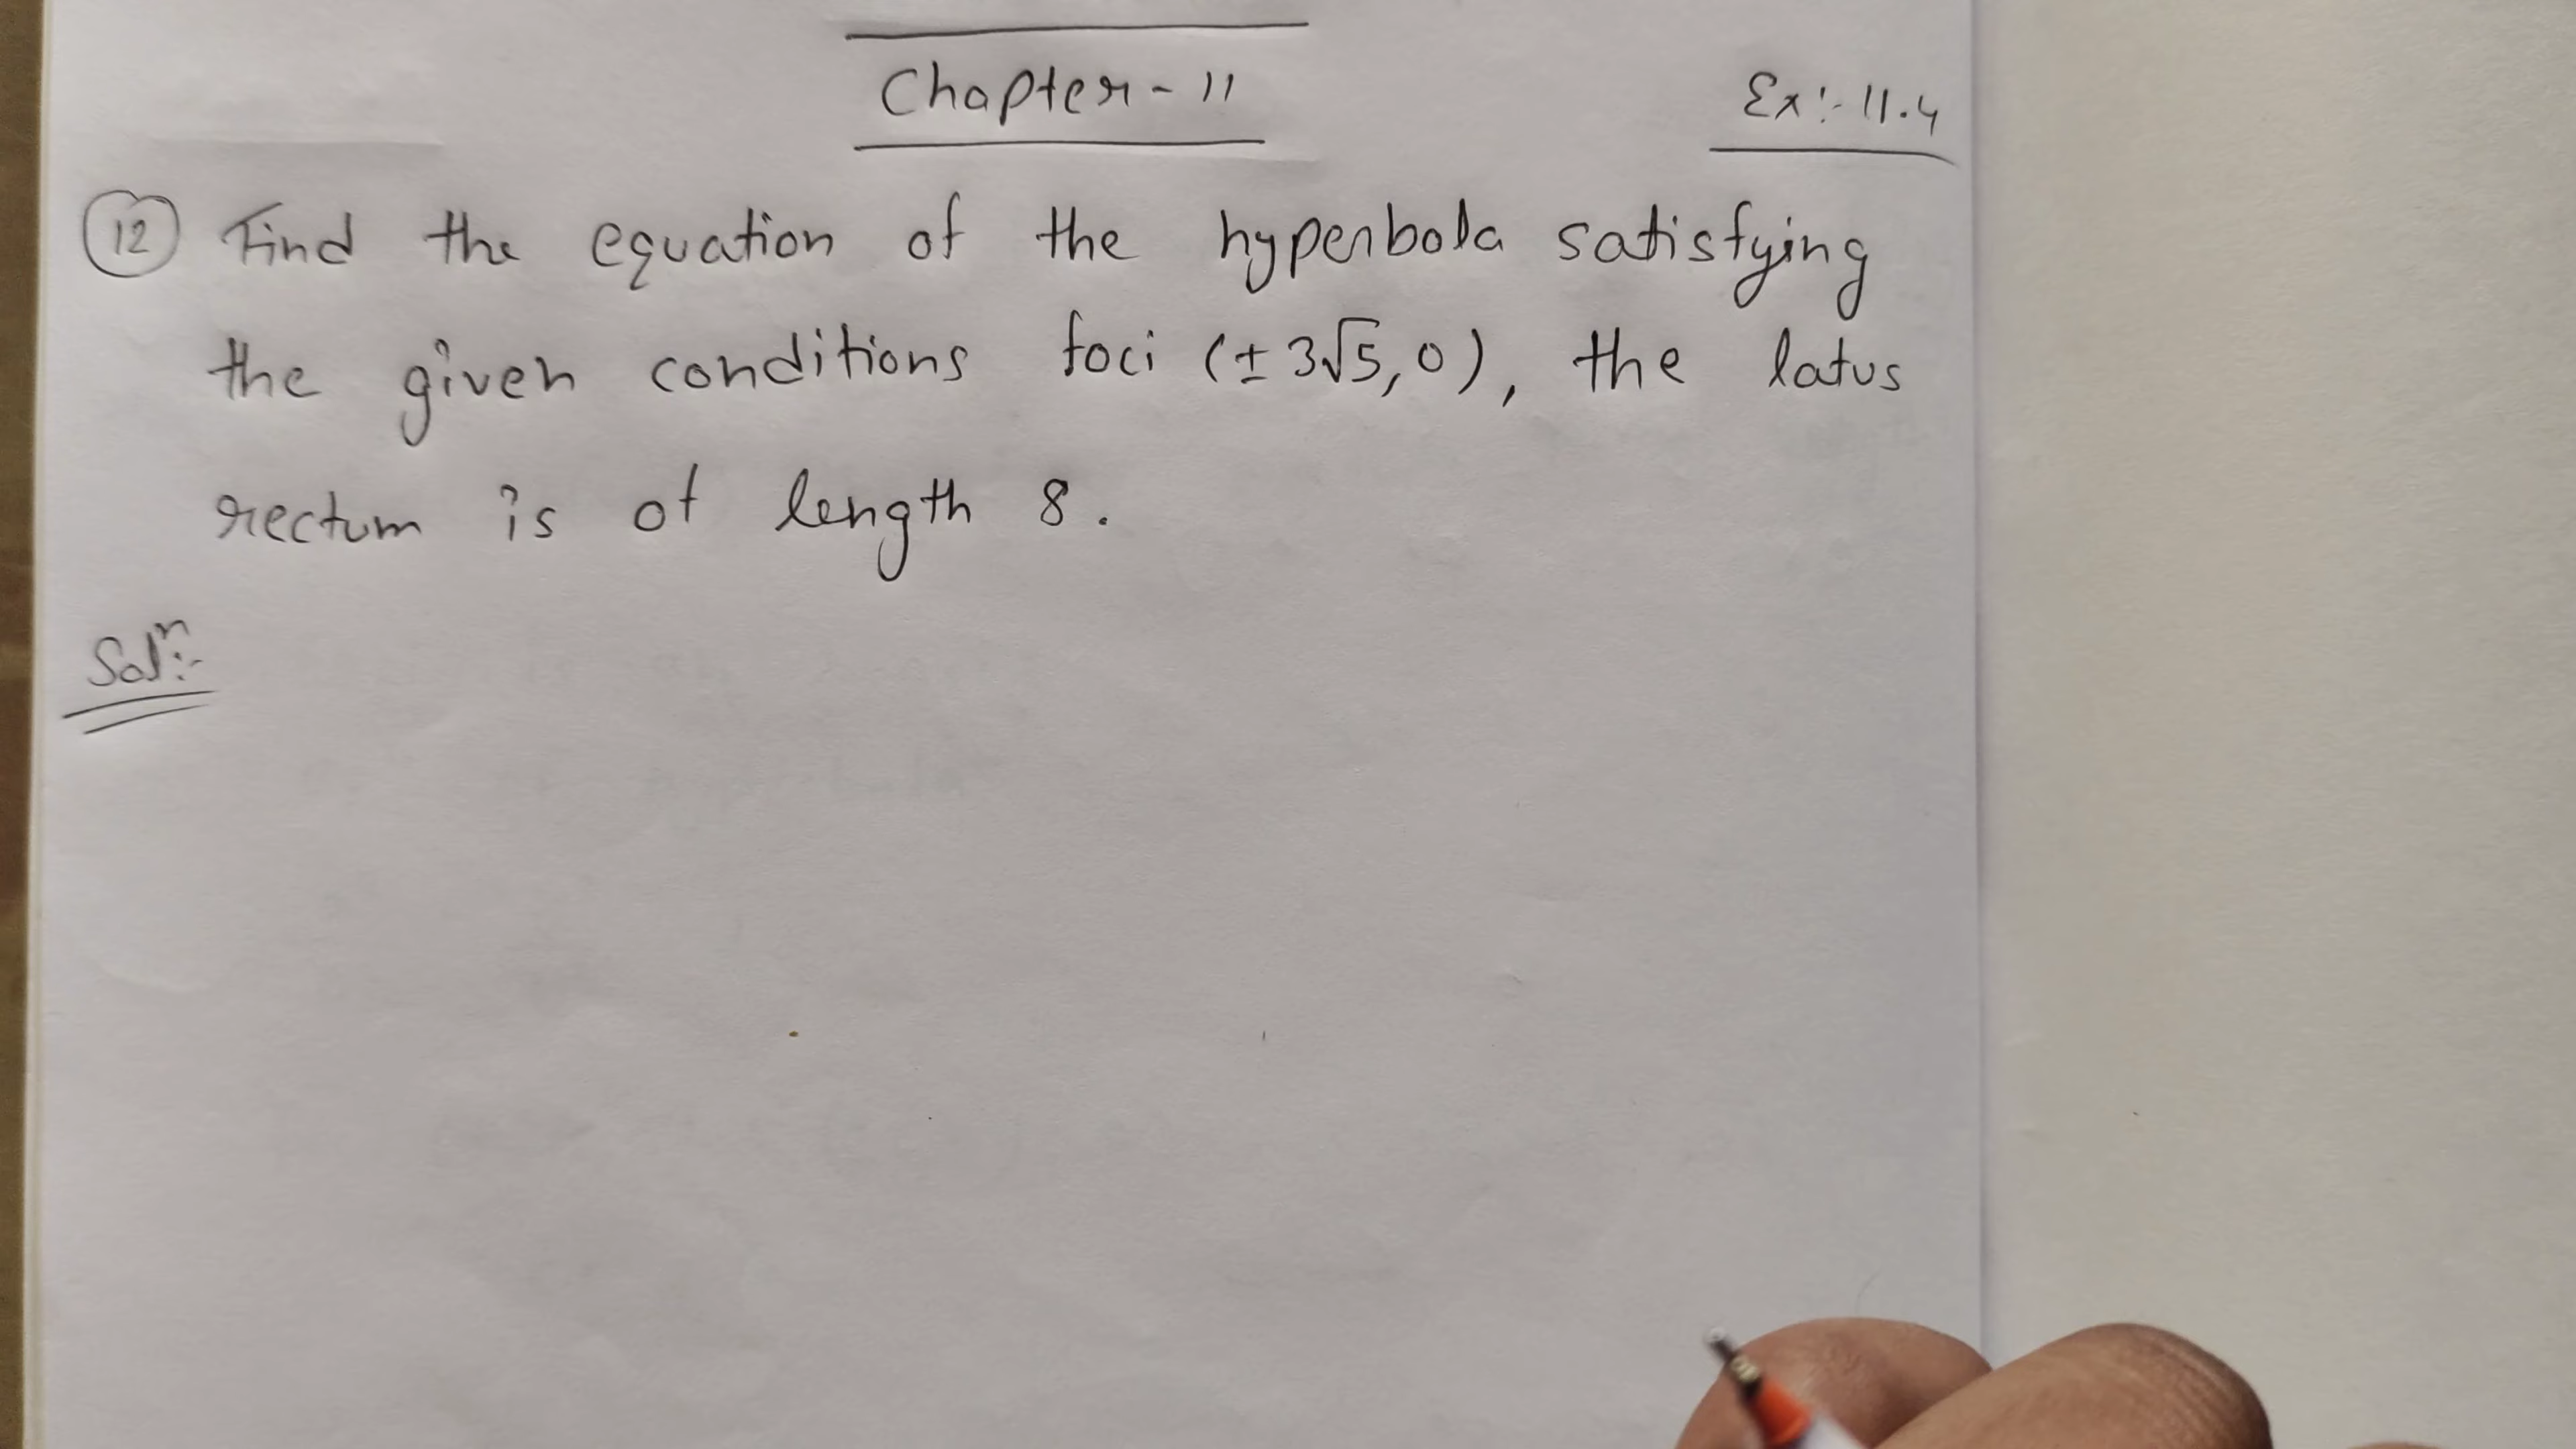 Chapter - 11
Ex:- 11.4
12 Find the equation of the hyperbola satisfying
the given conditions foci (± 3√5, 0), the latus
rectum is of length 8.
Solⁿ:-